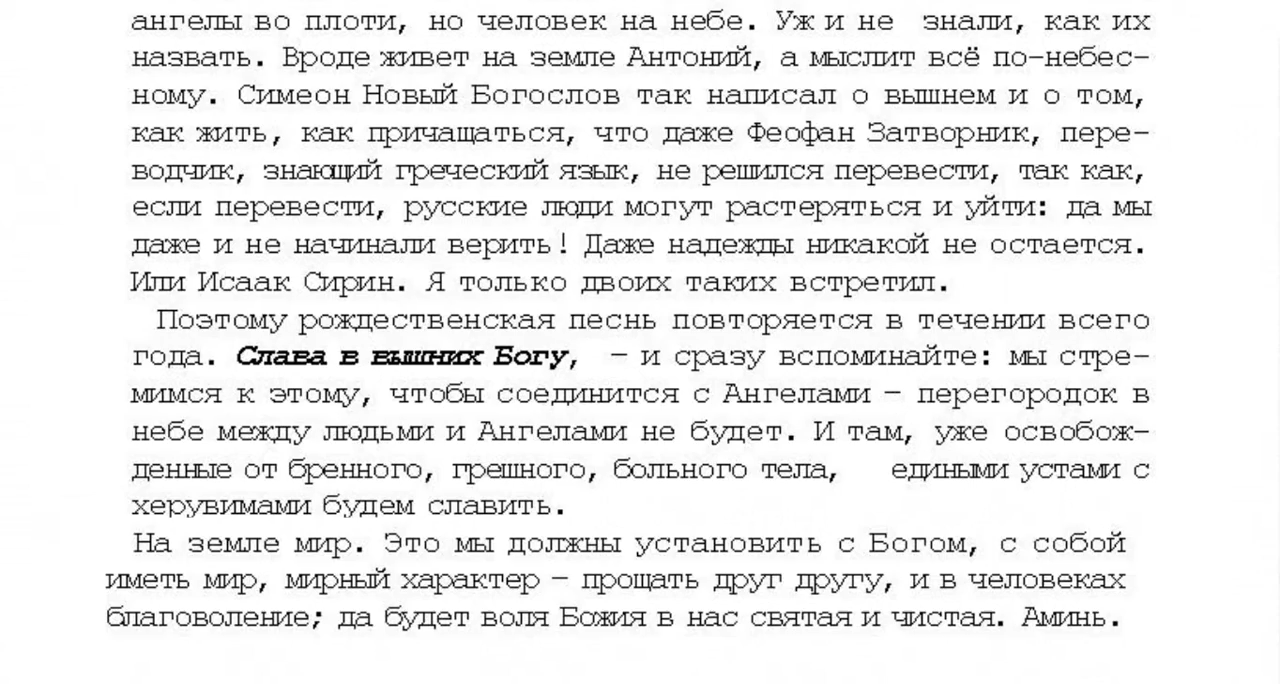 ангелы во плоти, но человек на небе. Уж и не знали, как их
назвать. Вроде живет на земле Антоний, а мыслит всё по-небес-
ному. Симеон Новый Богослов так написал о вышнем и о том,
как жить, как причащаться, что даже Феофан Затворник, пере-
водчик, знающий греческий язык, не решился перевести, так как,
если перевести, русские люди могут растеряться и уйти: да мы
даже и не начинали верить! Даже надежды никакой не остается.
Или Исаак Сирин. Я только двоих таких встретил.
Поэтому рождественская песнь повторяется в течении всего
года. Слава в вышних Богу, - и сразу вспоминайте: мы стре-
мимся к этому, чтобы соединится с Ангелами - перегородок в
небе между людьми и Ангелами не будет. И там, уже освобож-
денные от бренного, грешного, больного тела, едиными устами с
херувимами будем славить.
На земле мир. Это мы должны установить с Богом, с собой
иметь мир, мирный характер - прощать друг другу, и в человеках
благоволение; да будет воля Божия в нас святая и чистая. Аминь.